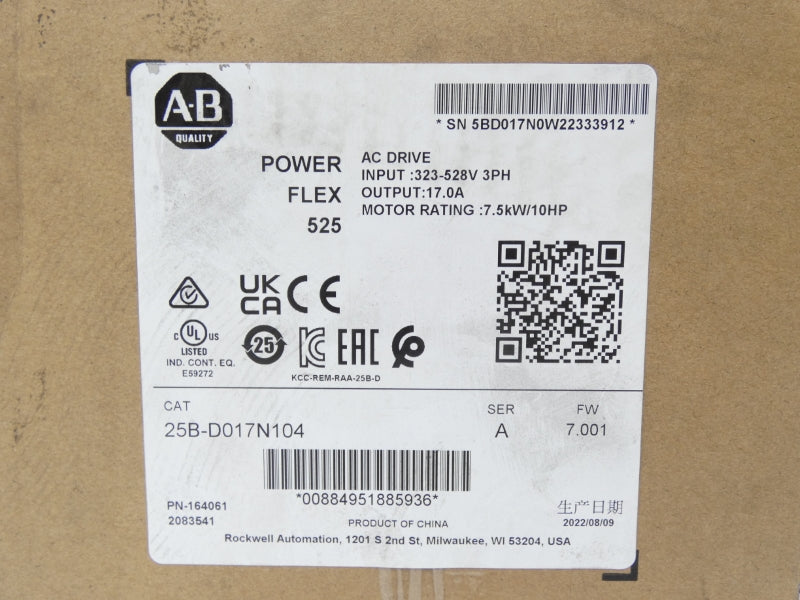 A-B
QUALITY
* SN 5BD017N0W22333912 *
POWER
FLEX
525
AC DRIVE
INPUT :323-528V 3PH
OUTPUT:17.0A
MOTOR RATING :7.5kW/10HP
UK
CA CE
c UL US
LISTED
IND. CONT. EQ.
E59272
25
KC EAC
KCC-REM-RAA-25B-D
CAT
25B-D017N104
SER
A
FW
7.001
*00884951885936*
PN-164061
2083541
生产日期
2022/08/09
PRODUCT OF CHINA
Rockwell Automation, 1201 S 2nd St, Milwaukee, WI 53204, USA